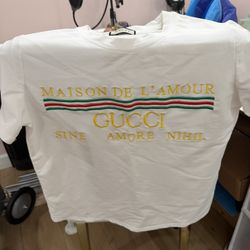 MAISON DE L'AMOUR
GUCCI
SINE AMORE NIHIL